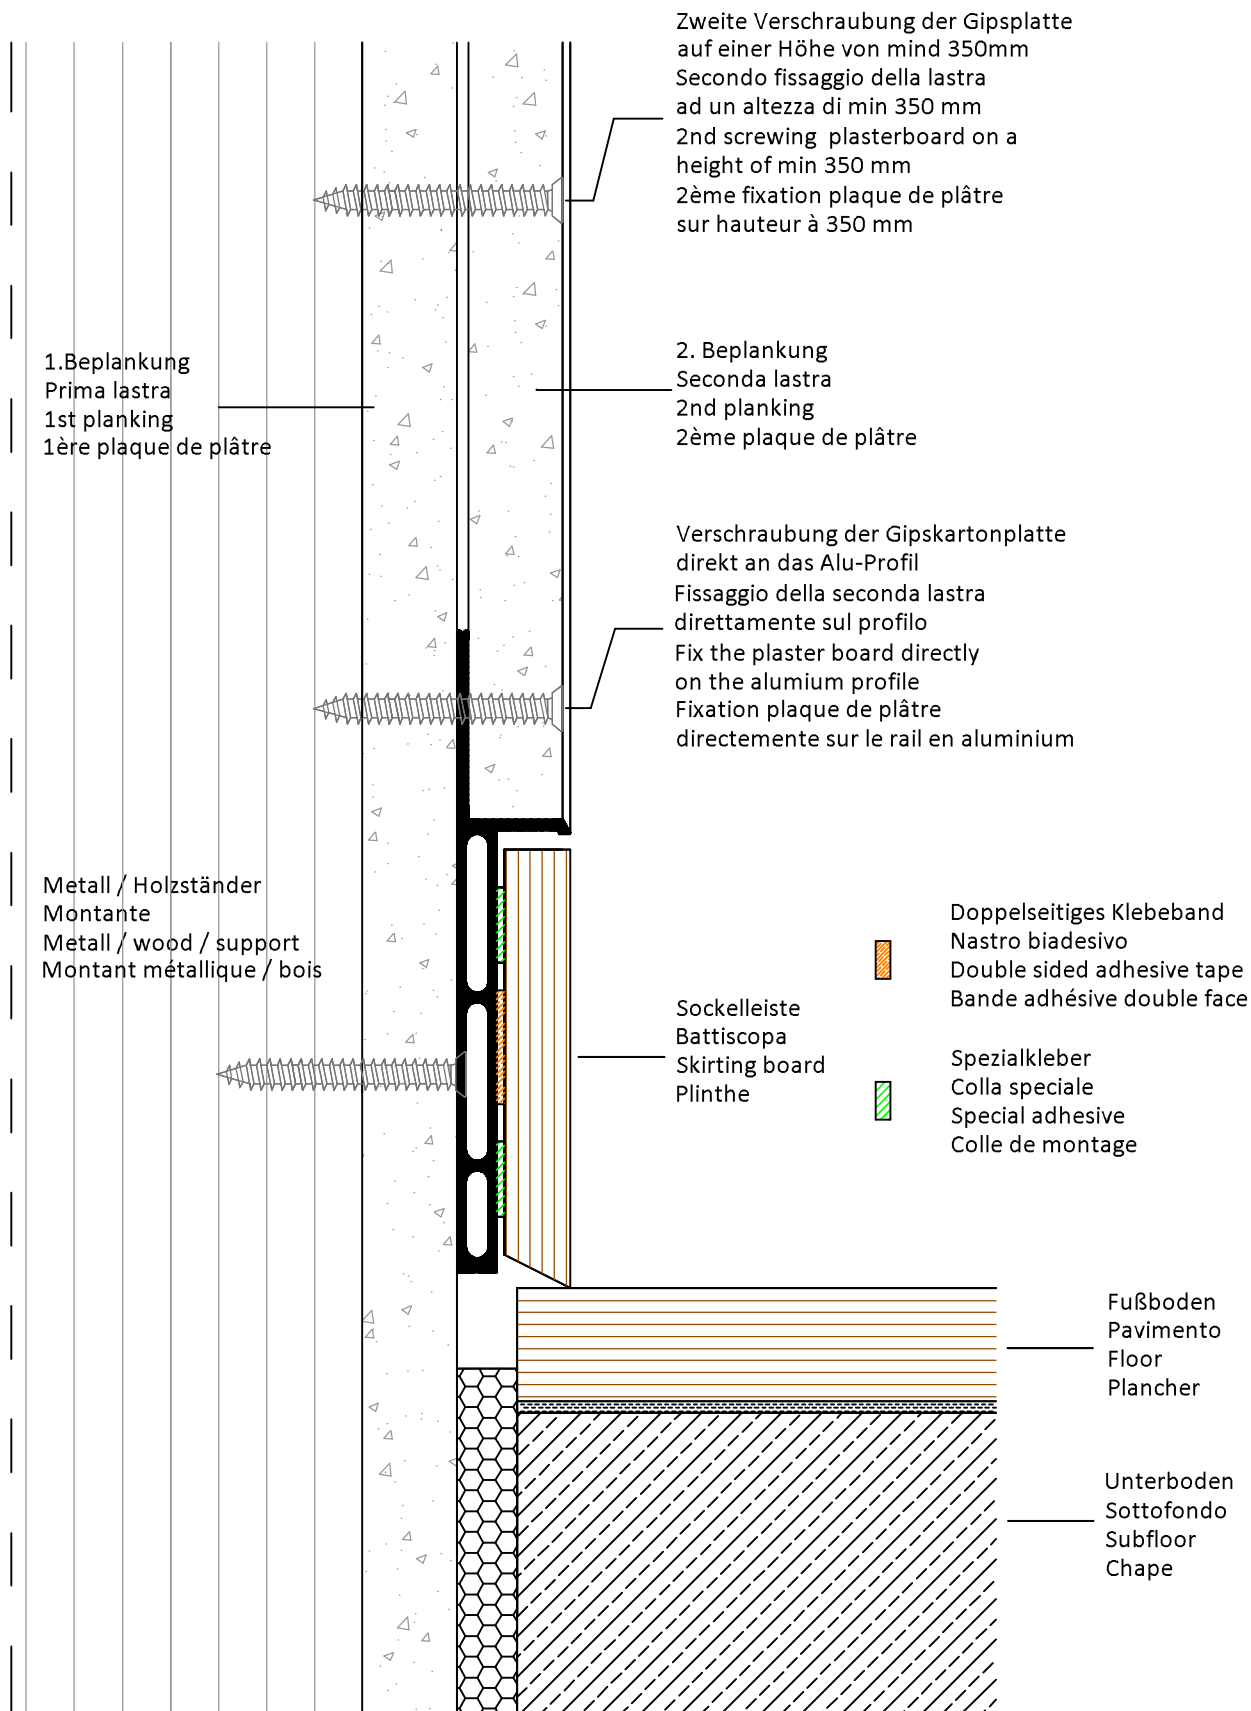 Zweite Verschraubung der Gipsplatte
auf einer Höhe von mind 350mm
Secondo fissaggio della lastra
ad un altezza di min 350 mm
2nd screwing plasterboard on a
height of min 350 mm
2ème fixation plaque de plâtre
sur hauteur à 350 mm
1.Beplankung
Prima lastra
1st planking
1ère plaque de plâtre
2. Beplankung
Seconda lastra
2nd planking
2ème plaque de plâtre
Verschraubung der Gipskartonplatte
direkt an das Alu-Profil
Fissaggio della seconda lastra
direttamente sul profilo
Fix the plaster board directly
on the alumium profile
Fixation plaque de plâtre
directemente sur le rail en aluminium
Metall / Holzständer
Montante
Metall / wood / support
Montant métallique / bois
Doppelseitiges Klebeband
Nastro biadesivo
Double sided adhesive tape
Bande adhésive double face
Sockelleiste
Battiscopa
Skirting board
Plinthe
Spezialkleber
Colla speciale
Special adhesive
Colle de montage
Fußboden
Pavimento
Floor
Plancher
Unterboden
Sottofondo
Subfloor
Chape